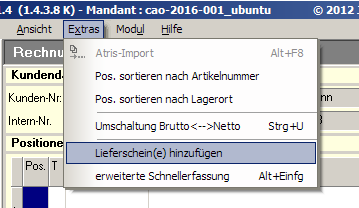 .4 (1.4.3.8 K) - Mandant : cao-2016-001_ubuntu © 2012
Ansicht Extras Modul Hilfe
Rechnu
Atris-Import Alt+F8
Kundenda
Pos. sortieren nach Artikelnummer
Kunden-Nr. nn
Pos. sortieren nach Lagerort
Intern-Nr. 3
Umschaltung Brutto<-->Netto Strg+U
Positione
Lieferschein(e) hinzufügen
Pos. T
erweiterte Schnellerfassung Alt+Einfg